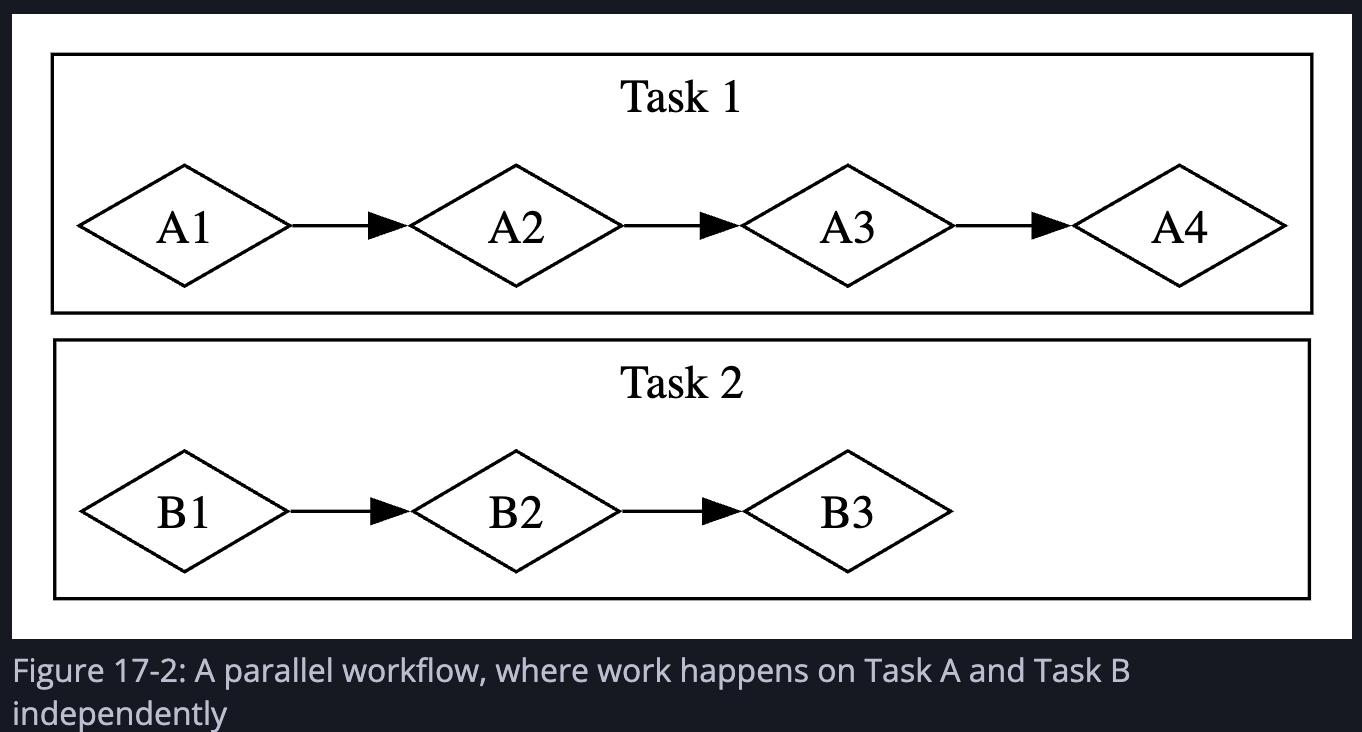 Task 1
A1 A2 A3 A4
Task 2
B1 B2 B3
Figure 17-2: A parallel workflow, where work happens on Task A and Task B
independently